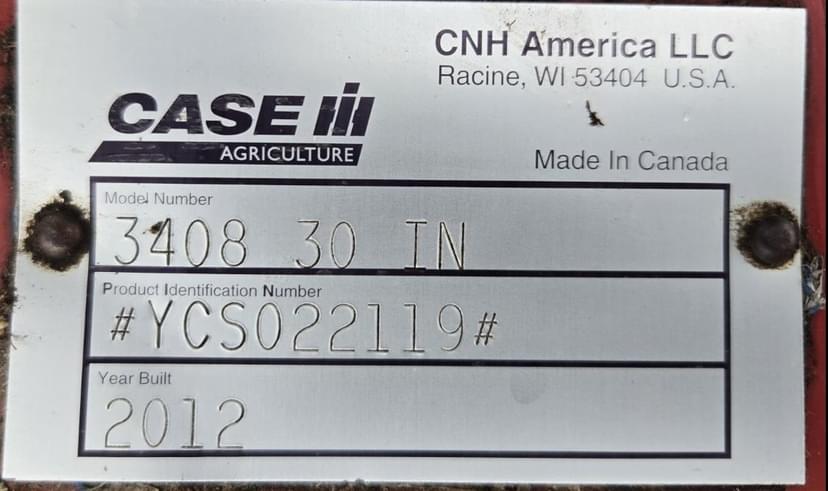 CNH America LLC
Racine, WI 53404 U.S.A.
CASE IH
AGRICULTURE
Made In Canada
Model Number
3408 30 IN
Product Identification Number
#YCS022119#
Year Built
2012